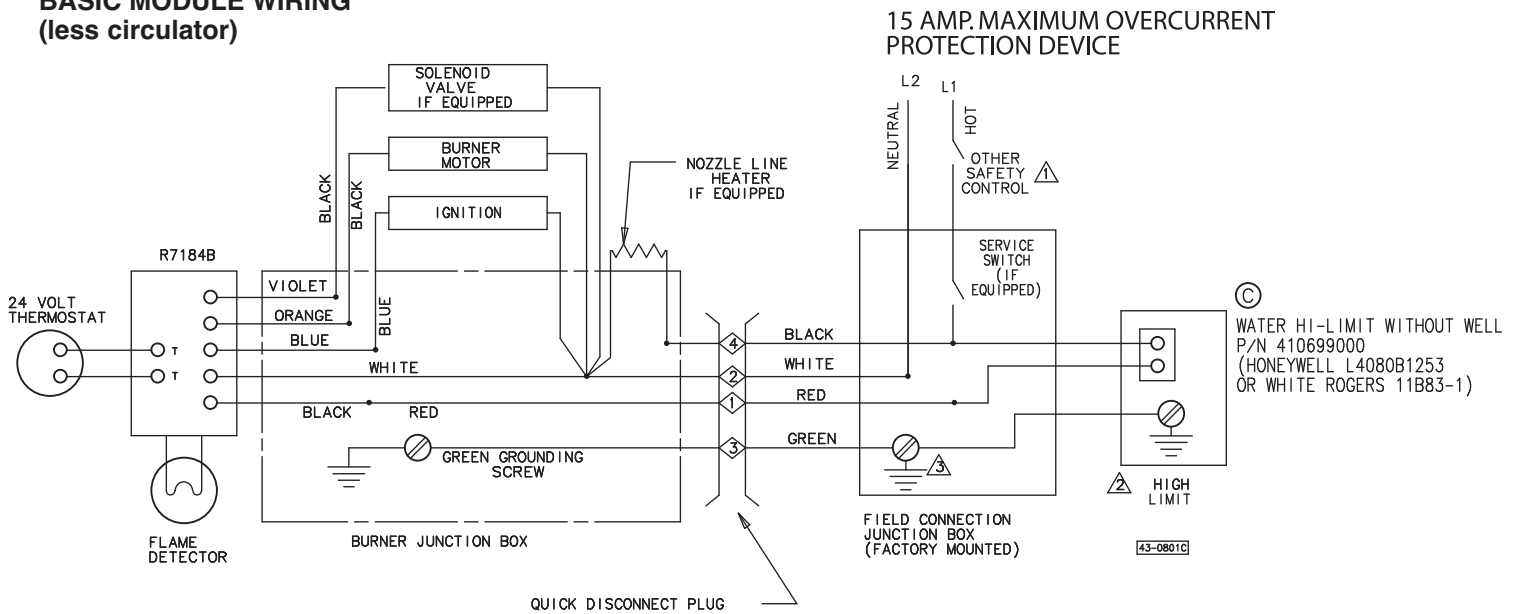 BASIC MODULE WIRING
(less circulator)
15 AMP. MAXIMUM OVERCURRENT
PROTECTION DEVICE
L2
L1
NEUTRAL
HOT
OTHER
SAFETY
CONTROL
1
SOLENOID
VALVE
IF EQUIPPED
BURNER
MOTOR
IGNITION
NOZZLE LINE
HEATER
IF EQUIPPED
BLACK
BLACK
BLUE
R7184B
24 VOLT
THERMOSTAT
T
T
VIOLET
ORANGE
BLUE
WHITE
BLACK
RED
GREEN GROUNDING
SCREW
FLAME
DETECTOR
BURNER JUNCTION BOX
4
2
1
3
BLACK
WHITE
RED
GREEN
QUICK DISCONNECT PLUG
SERVICE
SWITCH
(IF
EQUIPPED)
3
FIELD CONNECTION
JUNCTION BOX
(FACTORY MOUNTED)
C
WATER HI-LIMIT WITHOUT WELL
P/N 410699000
(HONEYWELL L4080B1253
OR WHITE ROGERS 11B83-1)
2
HIGH
LIMIT
43-0801C